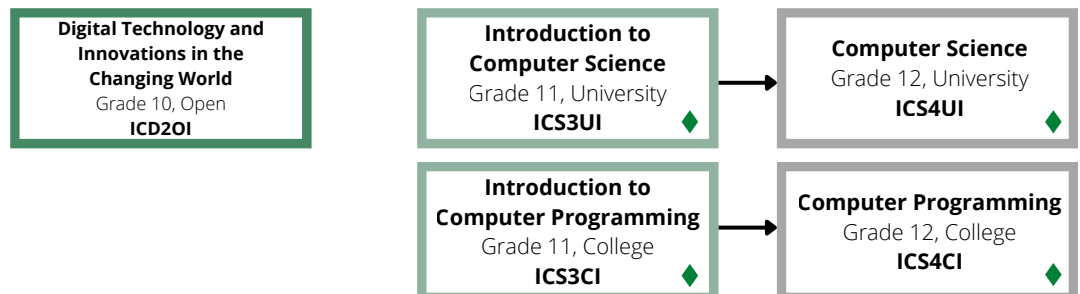 Digital Technology and
Innovations in the
Changing World
Grade 10, Open
ICD2OI
Introduction to
Computer Science
Grade 11, University
ICS3UI
Computer Science
Grade 12, University
ICS4UI
Introduction to
Computer Programming
Grade 11, College
ICS3CI
Computer Programming
Grade 12, College
ICS4CI